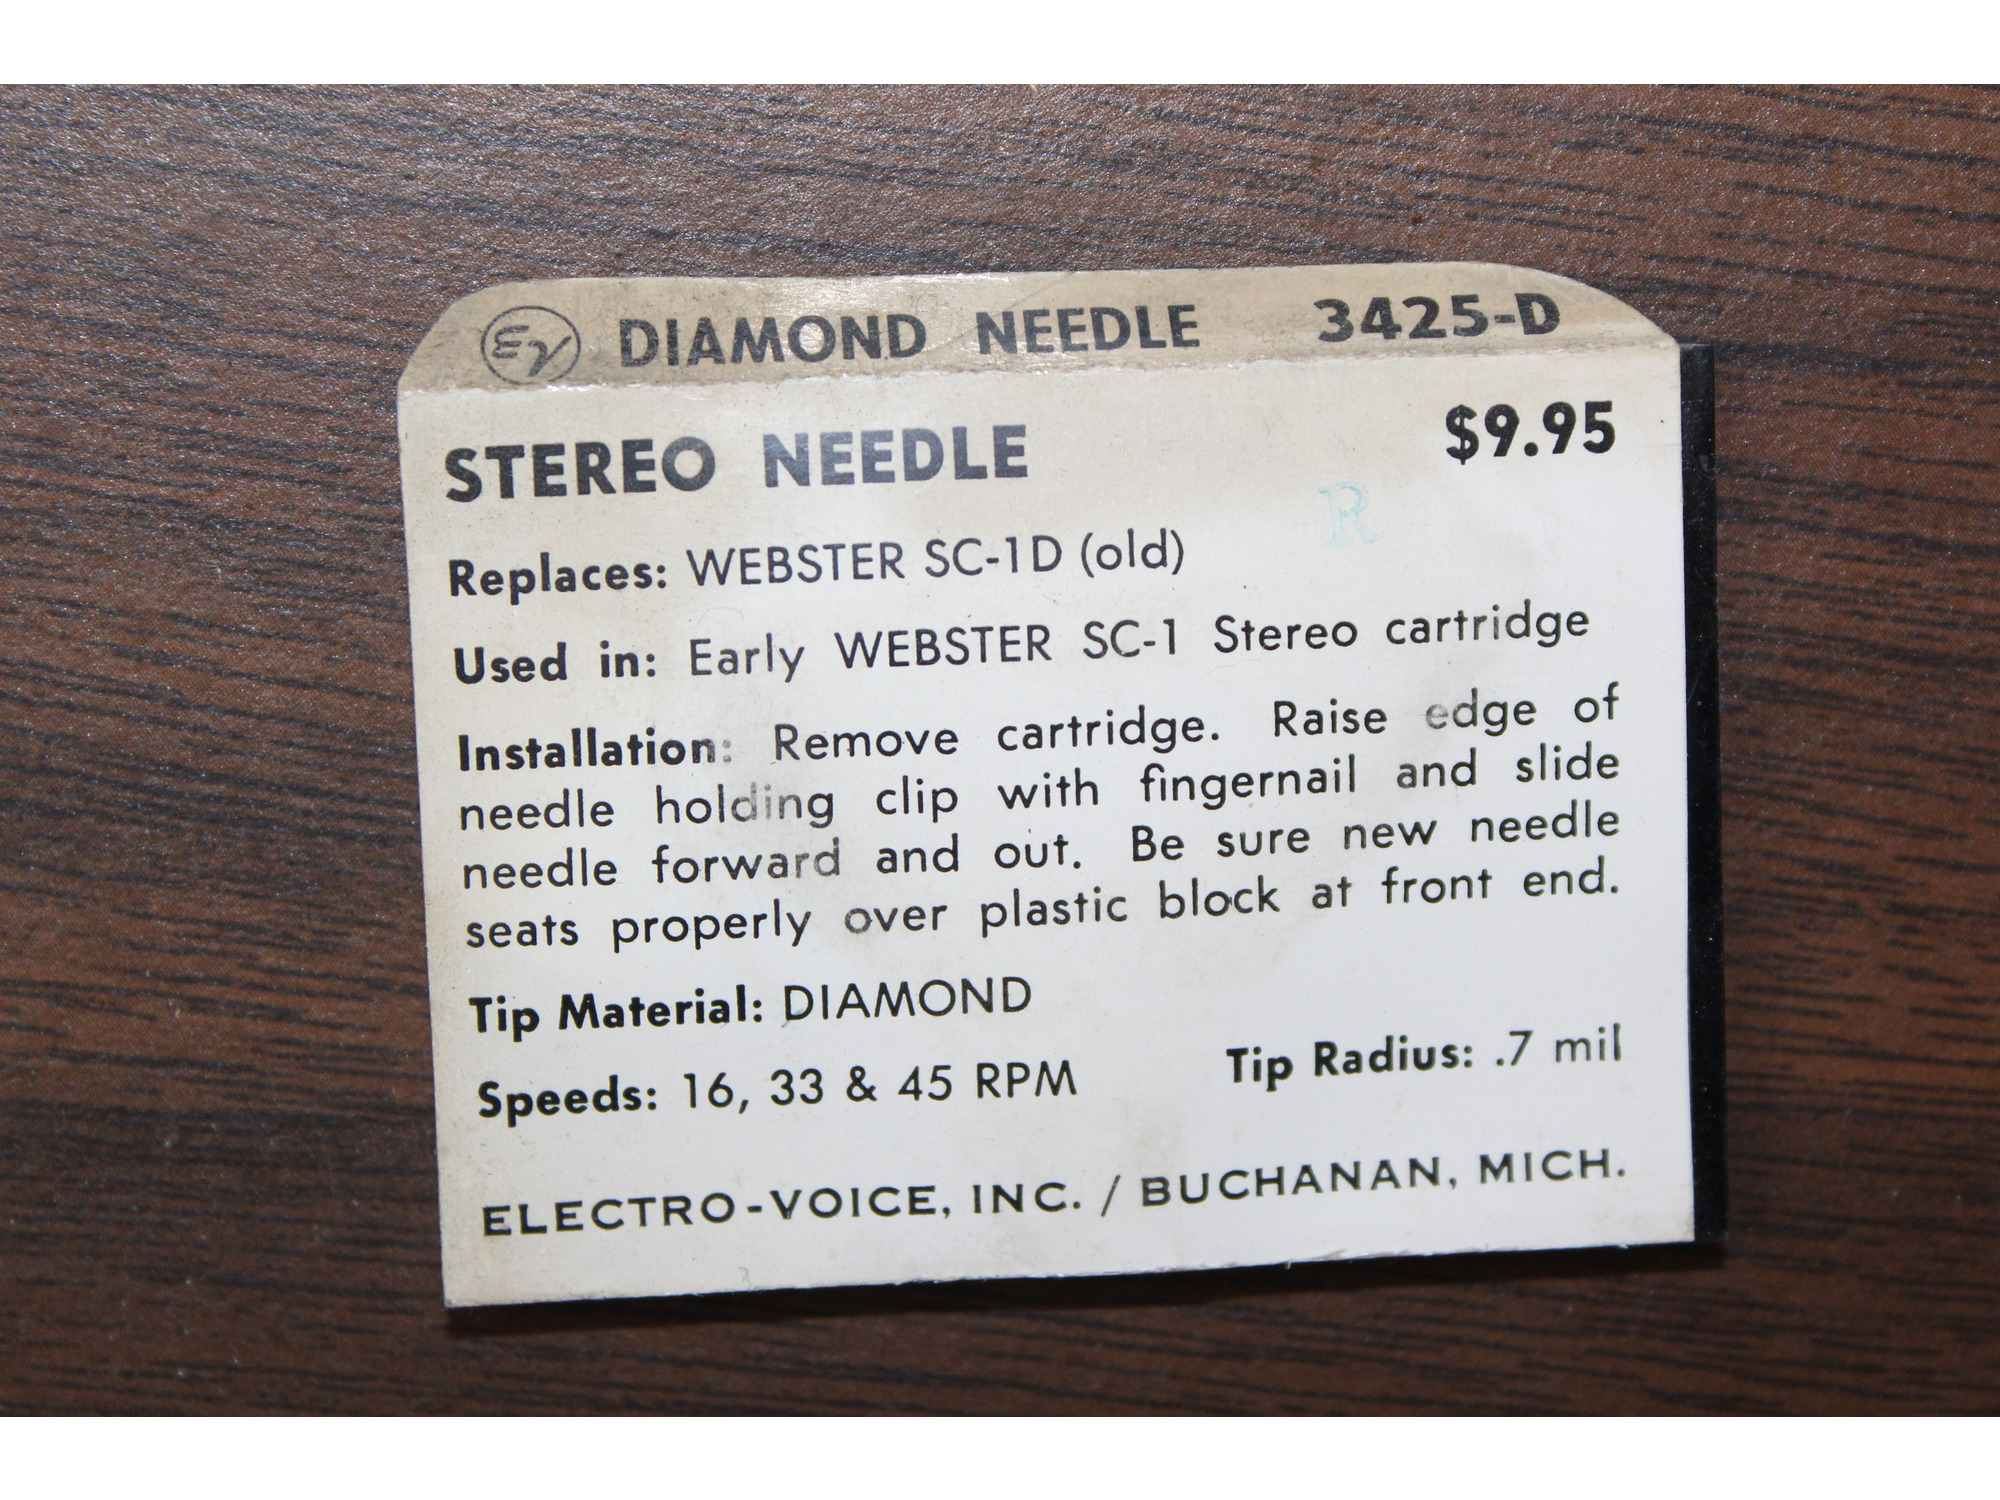 EV DIAMOND NEEDLE 3425-D
STEREO NEEDLE $9.95
R
Replaces: WEBSTER SC-1D (old)
Used in: Early WEBSTER SC-1 Stereo cartridge
Installation: Remove cartridge. Raise edge of
needle holding clip with fingernail and slide
needle forward and out. Be sure new needle
seats properly over plastic block at front end.
Tip Material: DIAMOND
Speeds: 16, 33 & 45 RPM Tip Radius: .7 mil
ELECTRO-VOICE, INC. / BUCHANAN, MICH.